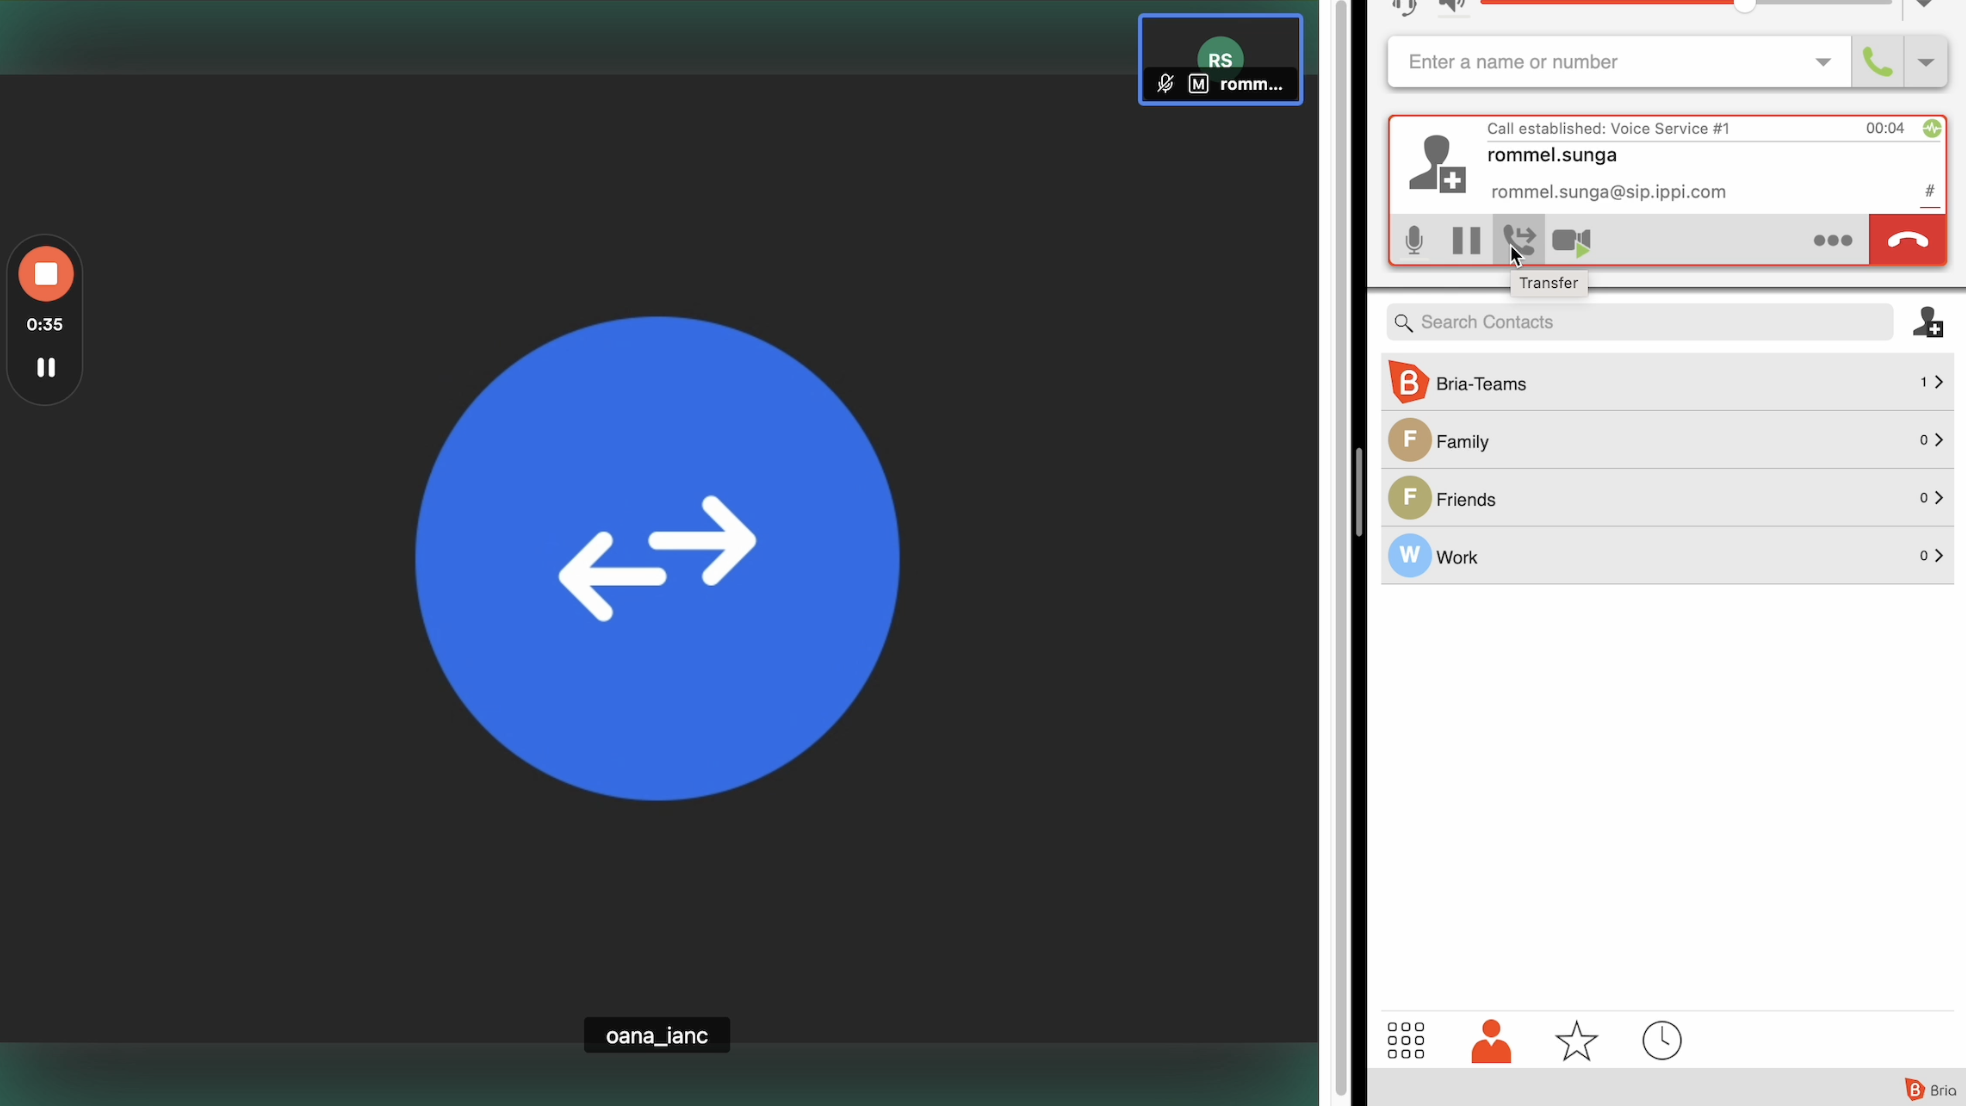 RS
M romm...
0:35
oana_ianc
Enter a name or number
Call established: Voice Service #1 00:04
rommel.sunga
rommel.sunga@sip.ippi.com #
Transfer
Search Contacts
B Bria-Teams 1
F Family 0
F Friends 0
W Work 0
B Bria